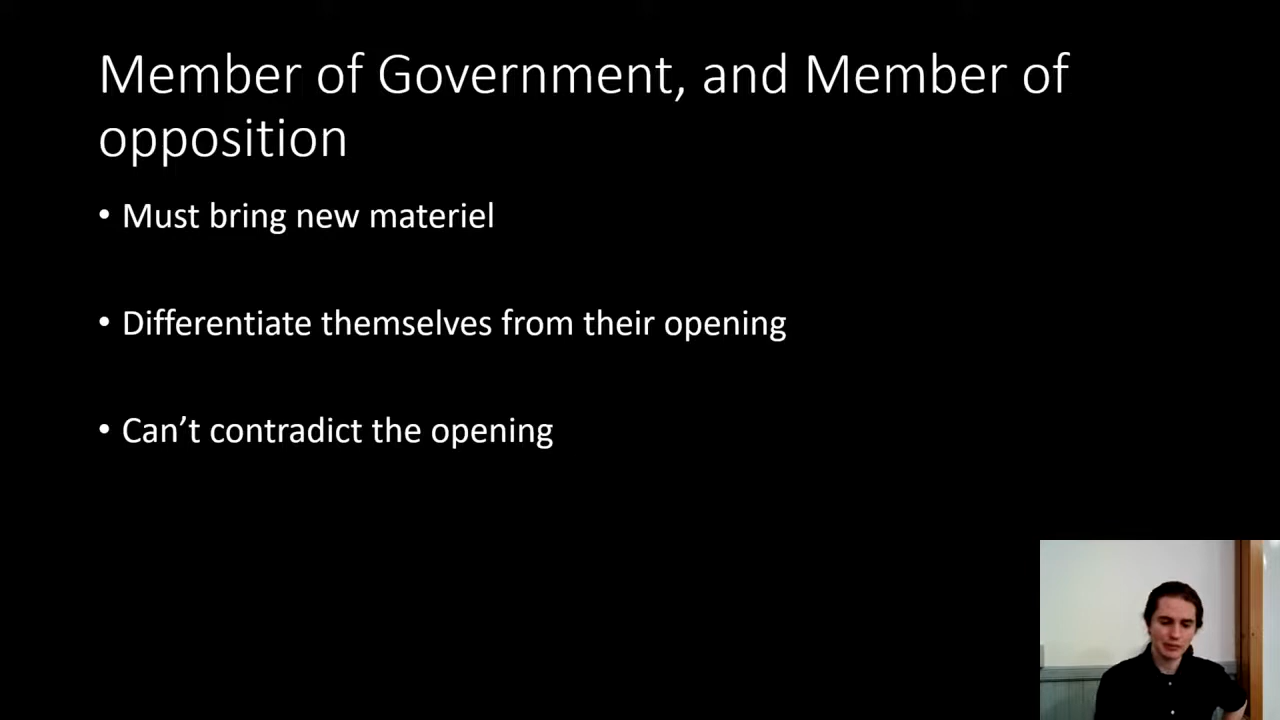 Member of Government, and Member of
opposition
• Must bring new materiel
• Differentiate themselves from their opening
• Can’t contradict the opening